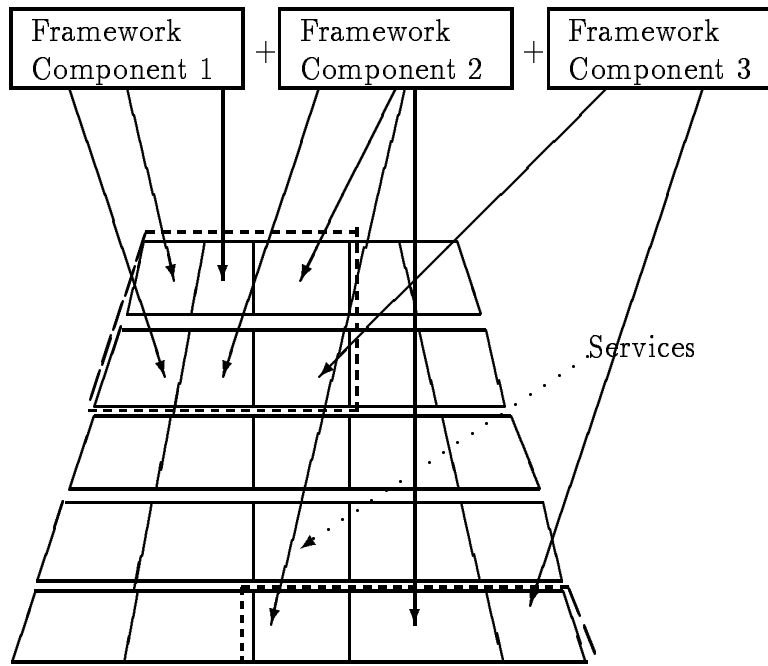 Framework
Component 1
+
Framework
Component 2
+
Framework
Component 3
Services